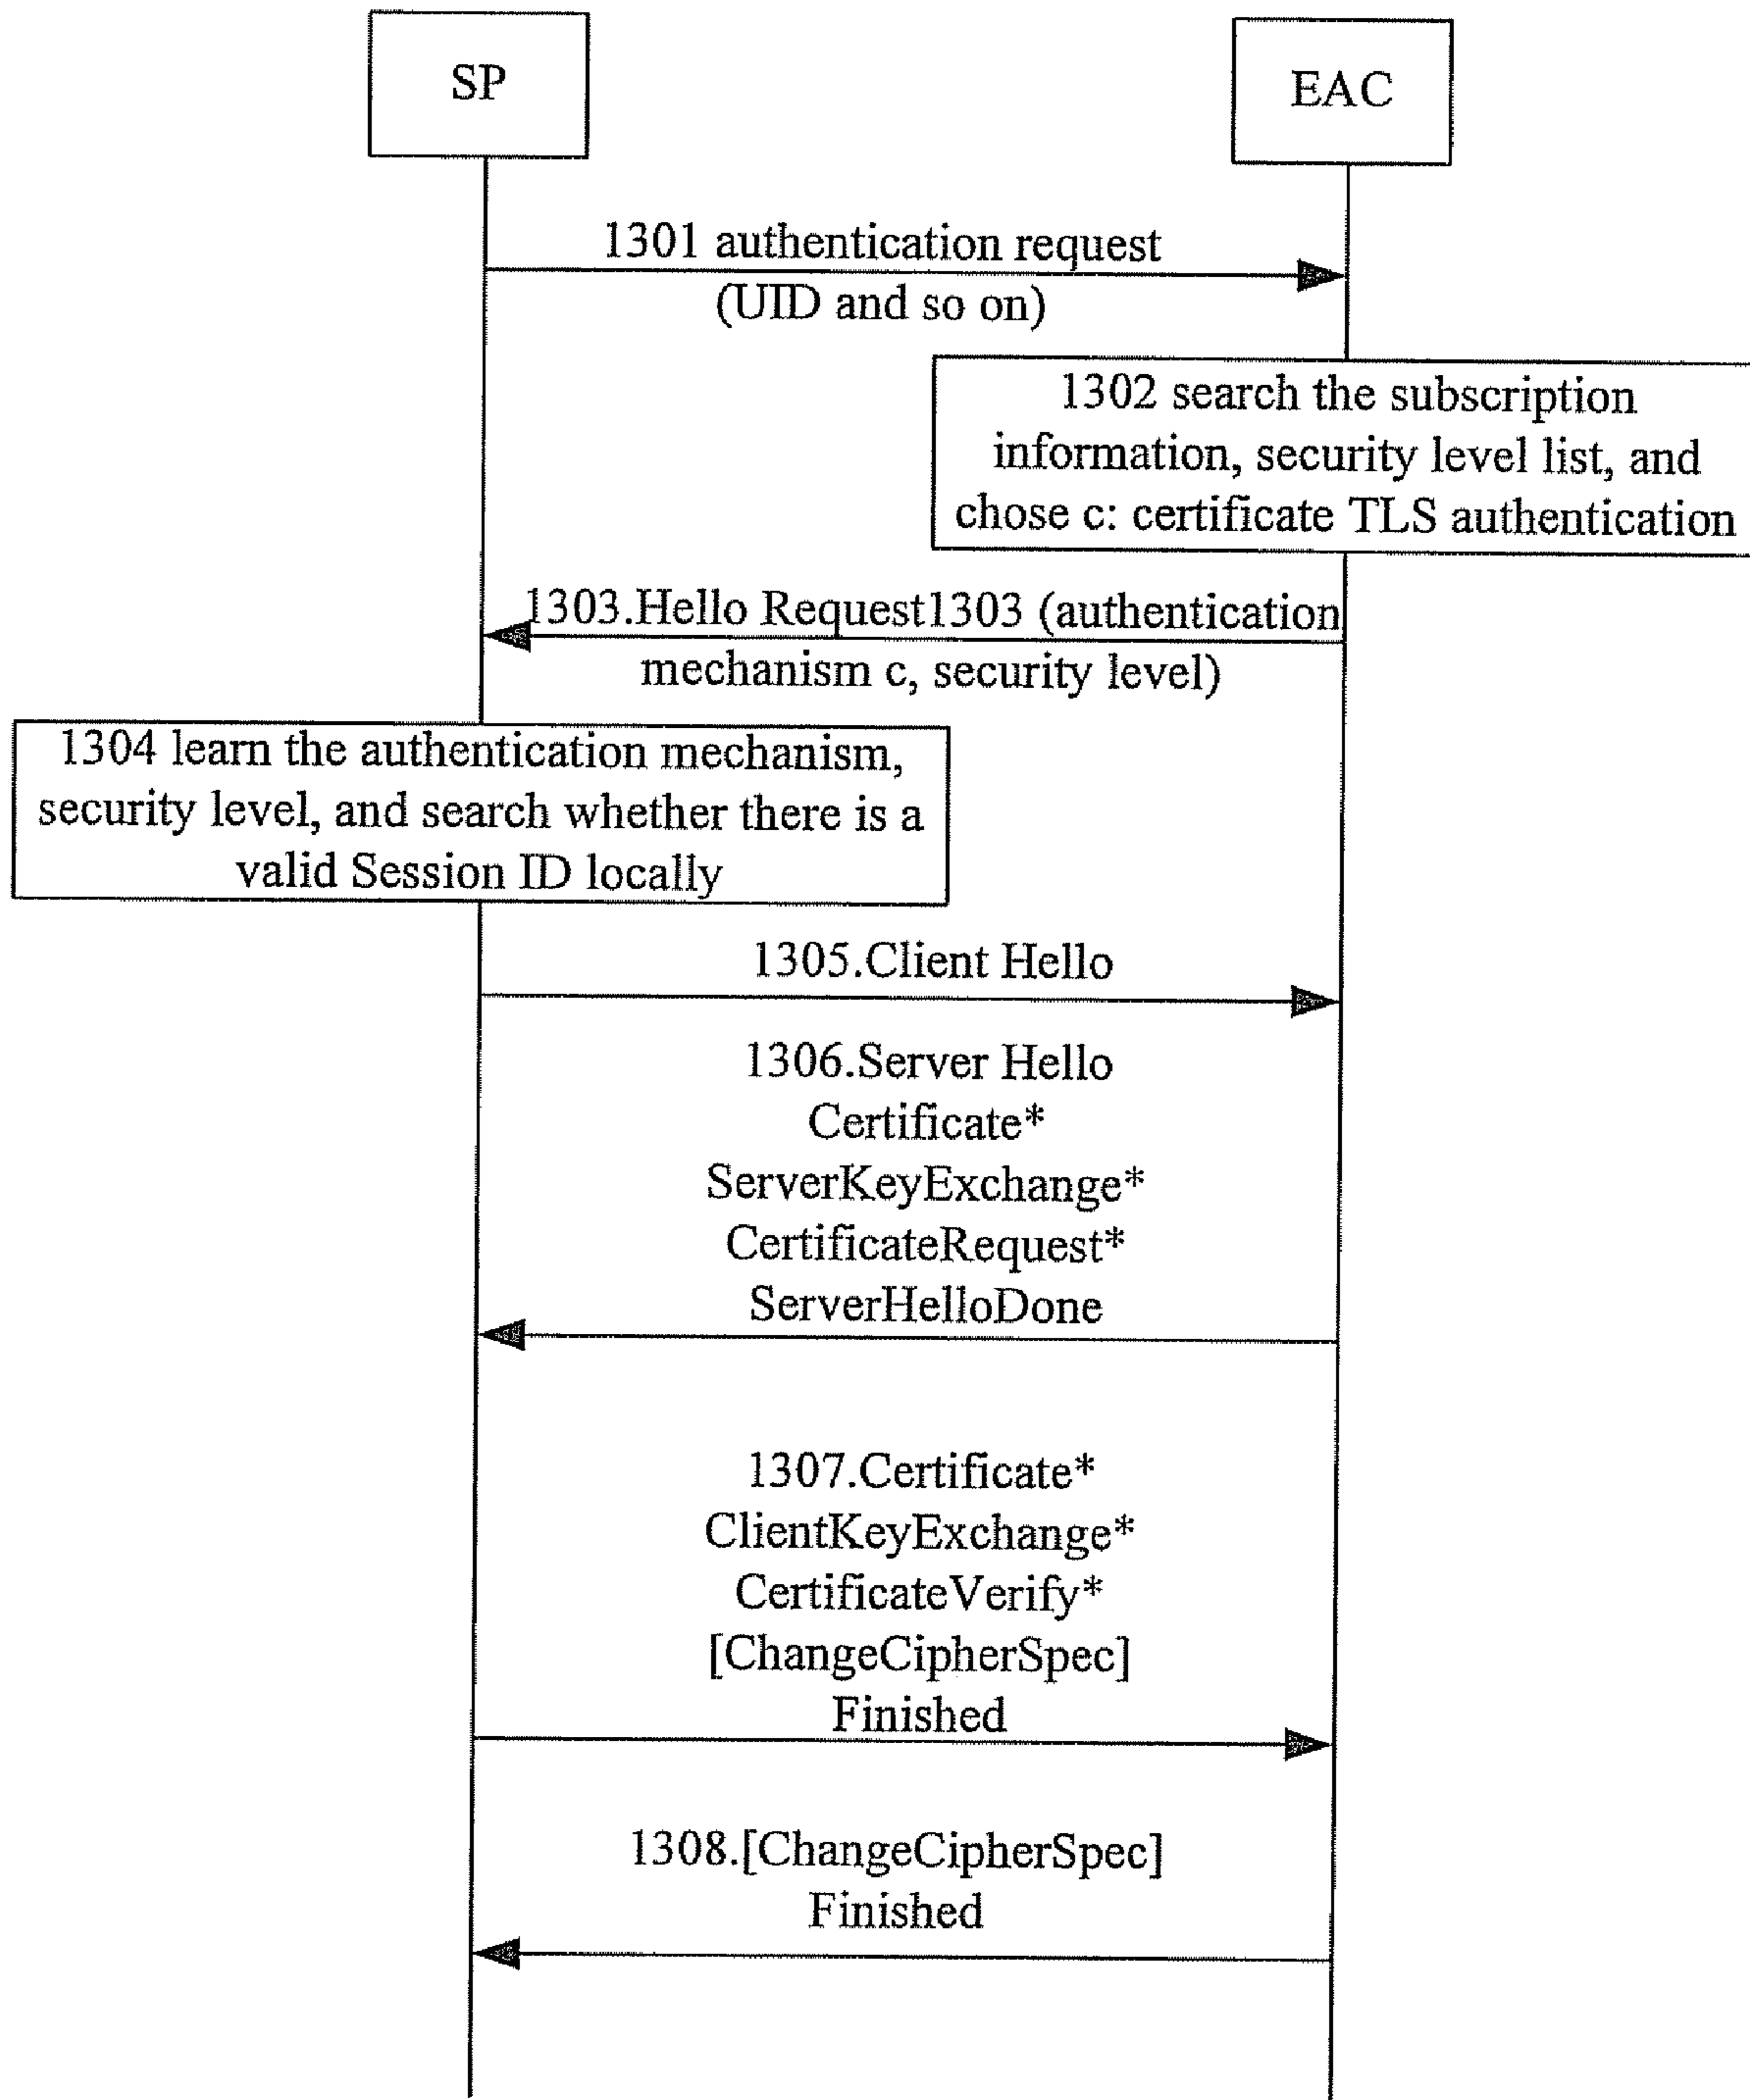 SP
EAC
1301 authentication request
(UID and so on)
1302 search the subscription
information, security level list, and
chose c: certificate TLS authentication
1303.Hello Request1303 (authentication
mechanism c, security level)
1304 learn the authentication mechanism,
security level, and search whether there is a
valid Session ID locally
1305.Client Hello
1306.Server Hello
Certificate*
ServerKeyExchange*
CertificateRequest*
ServerHelloDone
1307.Certificate*
ClientKeyExchange*
CertificateVerify*
[ChangeCipherSpec]
Finished
1308.[ChangeCipherSpec]
Finished